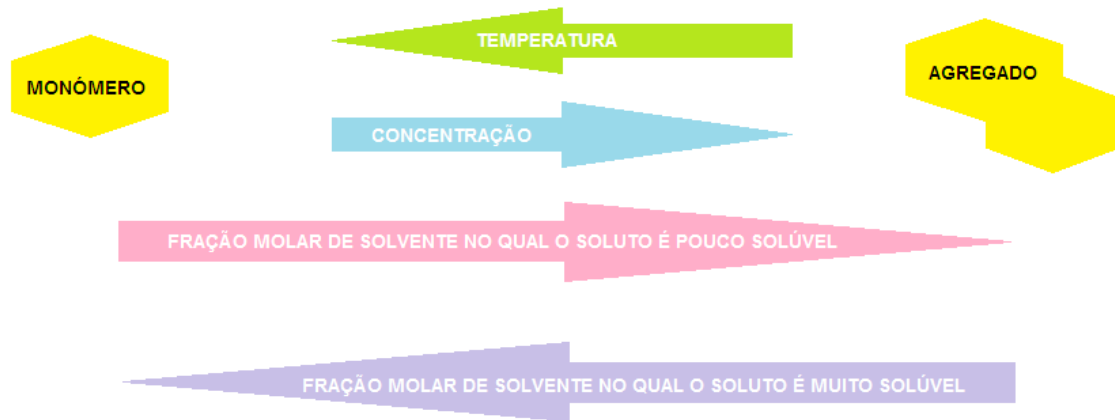 TEMPERATURA
MONÓMERO
AGREGADO
CONCENTRAÇÃO
FRAÇÃO MOLAR DE SOLVENTE NO QUAL O SOLUTO É POUCO SOLÚVEL
FRAÇÃO MOLAR DE SOLVENTE NO QUAL O SOLUTO É MUITO SOLÚVEL